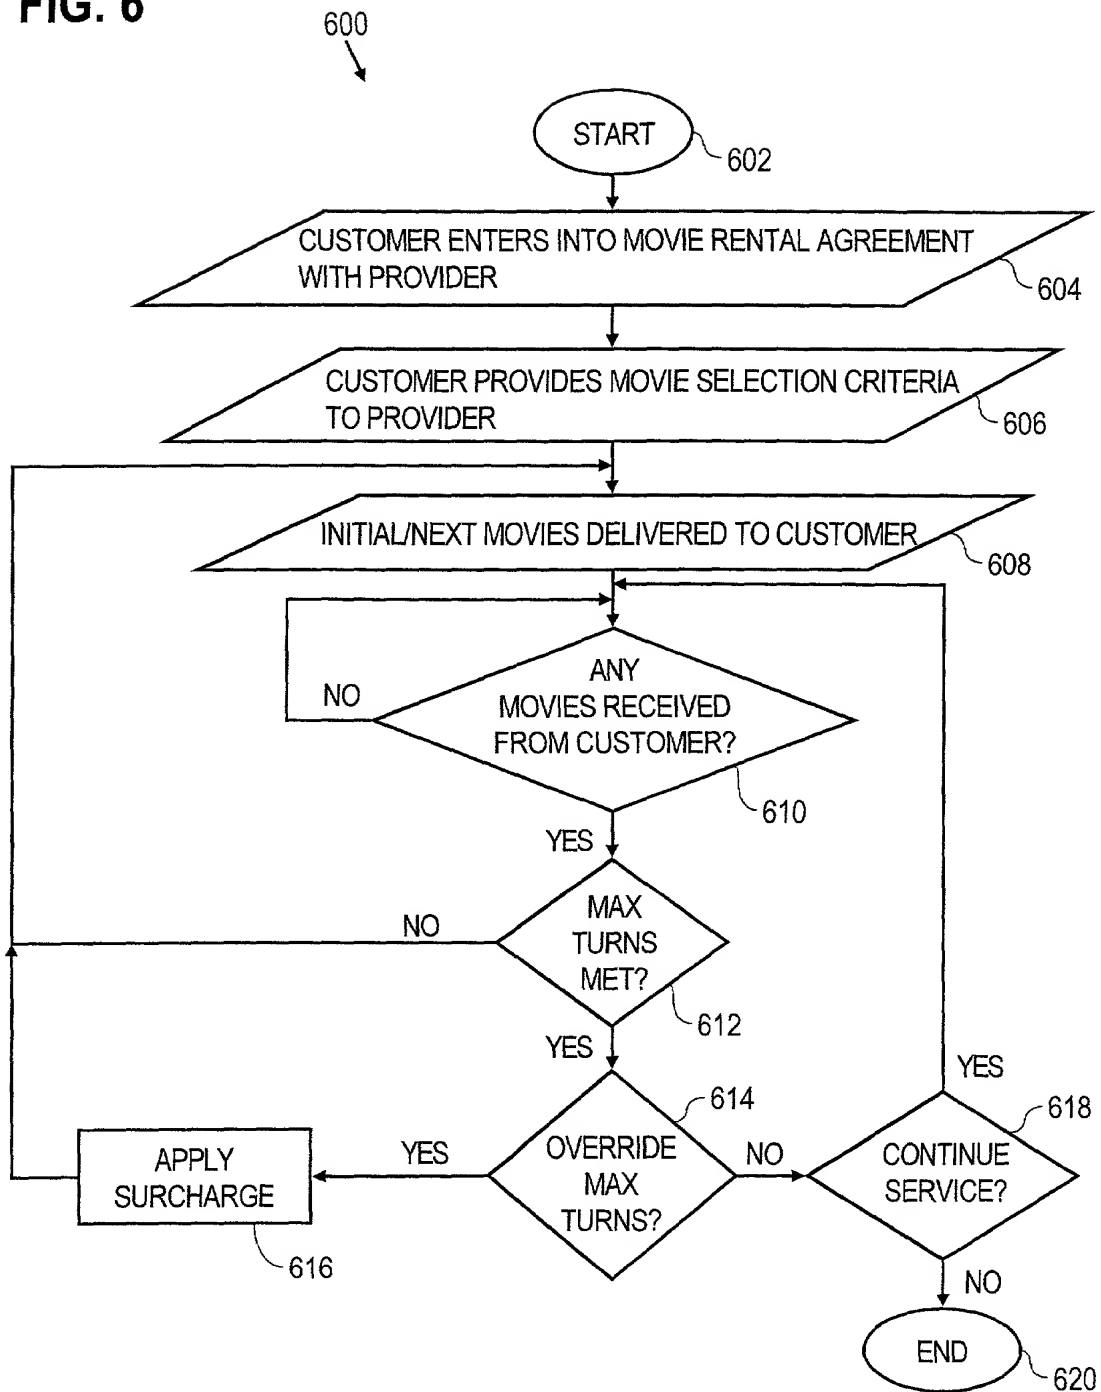 FIG. 6
600
START
602
CUSTOMER ENTERS INTO MOVIE RENTAL AGREEMENT
WITH PROVIDER
604
CUSTOMER PROVIDES MOVIE SELECTION CRITERIA
TO PROVIDER
606
INITIAL/NEXT MOVIES DELIVERED TO CUSTOMER
608
ANY
MOVIES RECEIVED
FROM CUSTOMER?
NO
610
YES
MAX
TURNS
MET?
NO
612
YES
614
OVERRIDE
MAX
TURNS?
YES
NO
APPLY
SURCHARGE
616
YES
618
CONTINUE
SERVICE?
NO
END
620